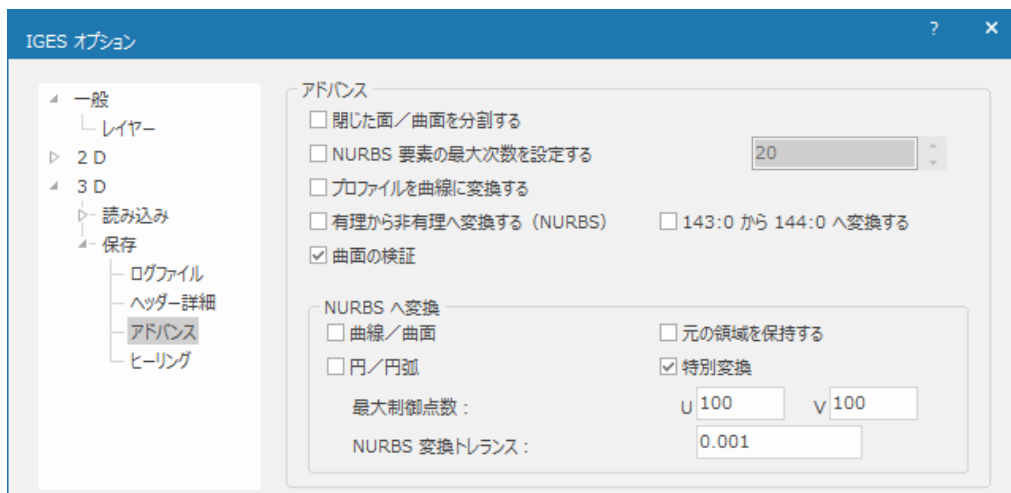 IGES オプション ? ×
一般
レイヤー
2 D
3 D
読み込み
保存
ログファイル
ヘッダー詳細
アドバンス
ヒーリング
アドバンス
閉じた面／曲面を分割する
NURBS 要素の最大次数を設定する 20
プロファイルを曲線に変換する
有理から非有理へ変換する（NURBS） 143:0 から 144:0 へ変換する
曲面の検証
NURBS へ変換
曲線／曲面 元の領域を保持する
円／円弧 特別変換
最大制御点数： U 100 V 100
NURBS 変換トレランス： 0.001